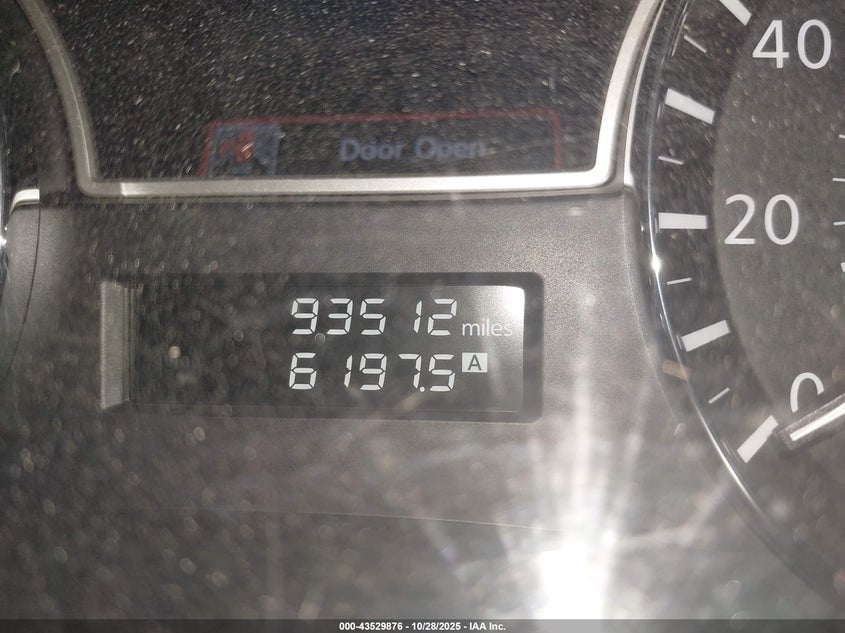 40
Door Open
20
93512 miles
6197.5 A
0
000-43529876 - 10/28/2025 - IAA Inc.